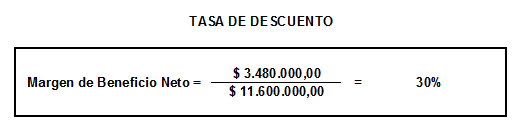 TASA DE DESCUENTO
$ 3.480.000,00
Margen de Beneficio Neto = = 30%
$ 11.600.000,00